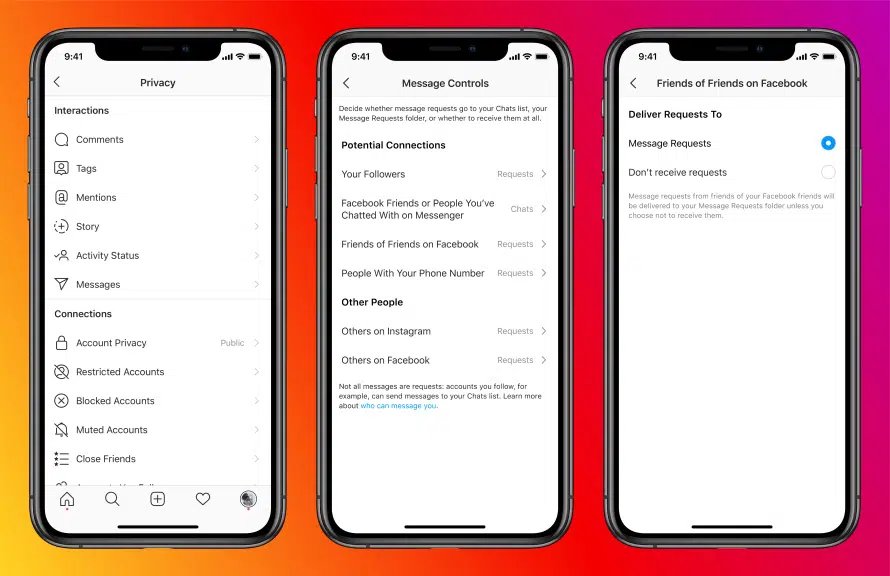 9:41
Privacy
Interactions
Comments
Tags
Mentions
Story
Activity Status
Messages
Connections
Account Privacy Public
Restricted Accounts
Blocked Accounts
Muted Accounts
Close Friends
9:41
Message Controls
Decide whether message requests go to your Chats list, your
Message Requests folder, or whether to receive them at all.
Potential Connections
Your Followers Requests
Facebook Friends or People You've
Chatted With on Messenger Chats
Friends of Friends on Facebook Requests
People With Your Phone Number Requests
Other People
Others on Instagram Requests
Others on Facebook Requests
Not all messages are requests: accounts you follow, for
example, can send messages to your Chats list. Learn more
about who can message you.
9:41
Friends of Friends on Facebook
Deliver Requests To
Message Requests
Don't receive requests
Message requests from friends of your Facebook friends will
be delivered to your Message Requests folder unless you
choose not to receive them.